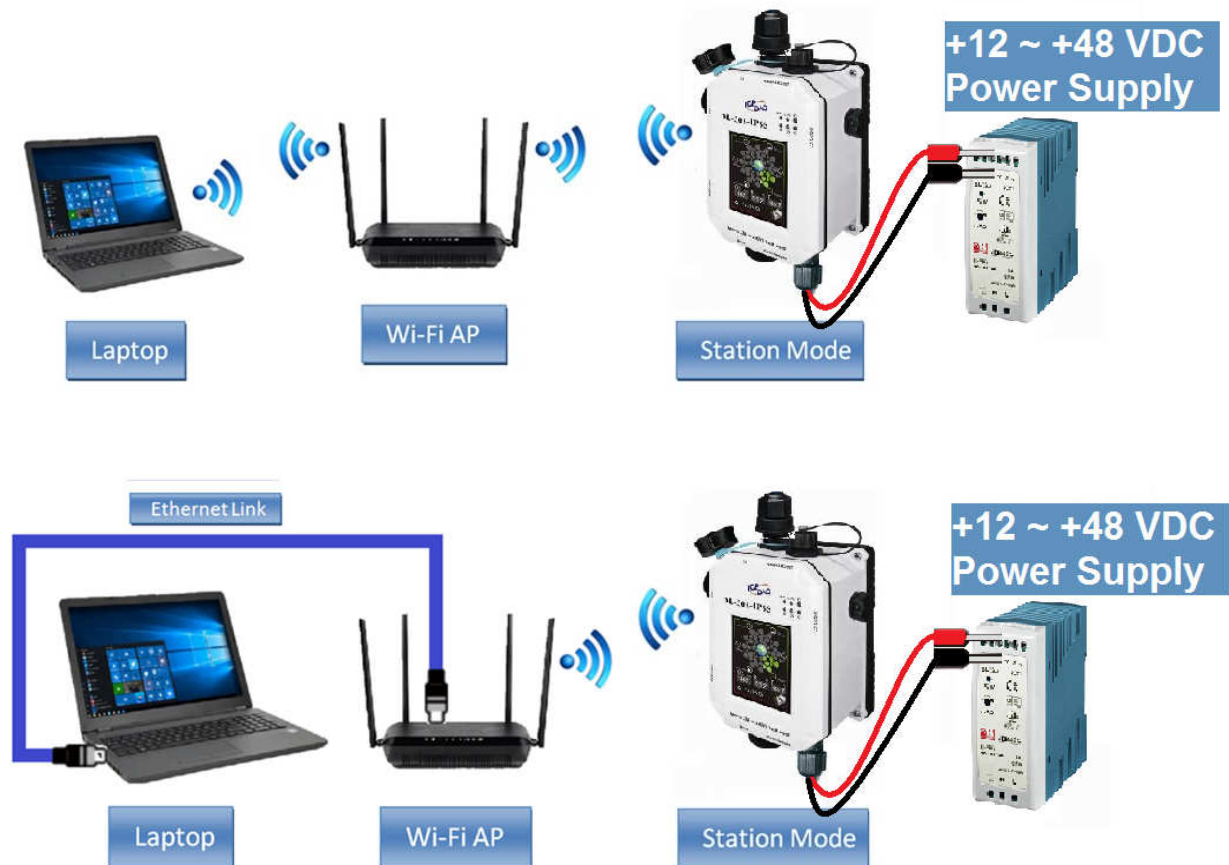 +12 ~ +48 VDC
Power Supply
Laptop
Wi-Fi AP
Station Mode
Ethernet Link
+12 ~ +48 VDC
Power Supply
Laptop
Wi-Fi AP
Station Mode